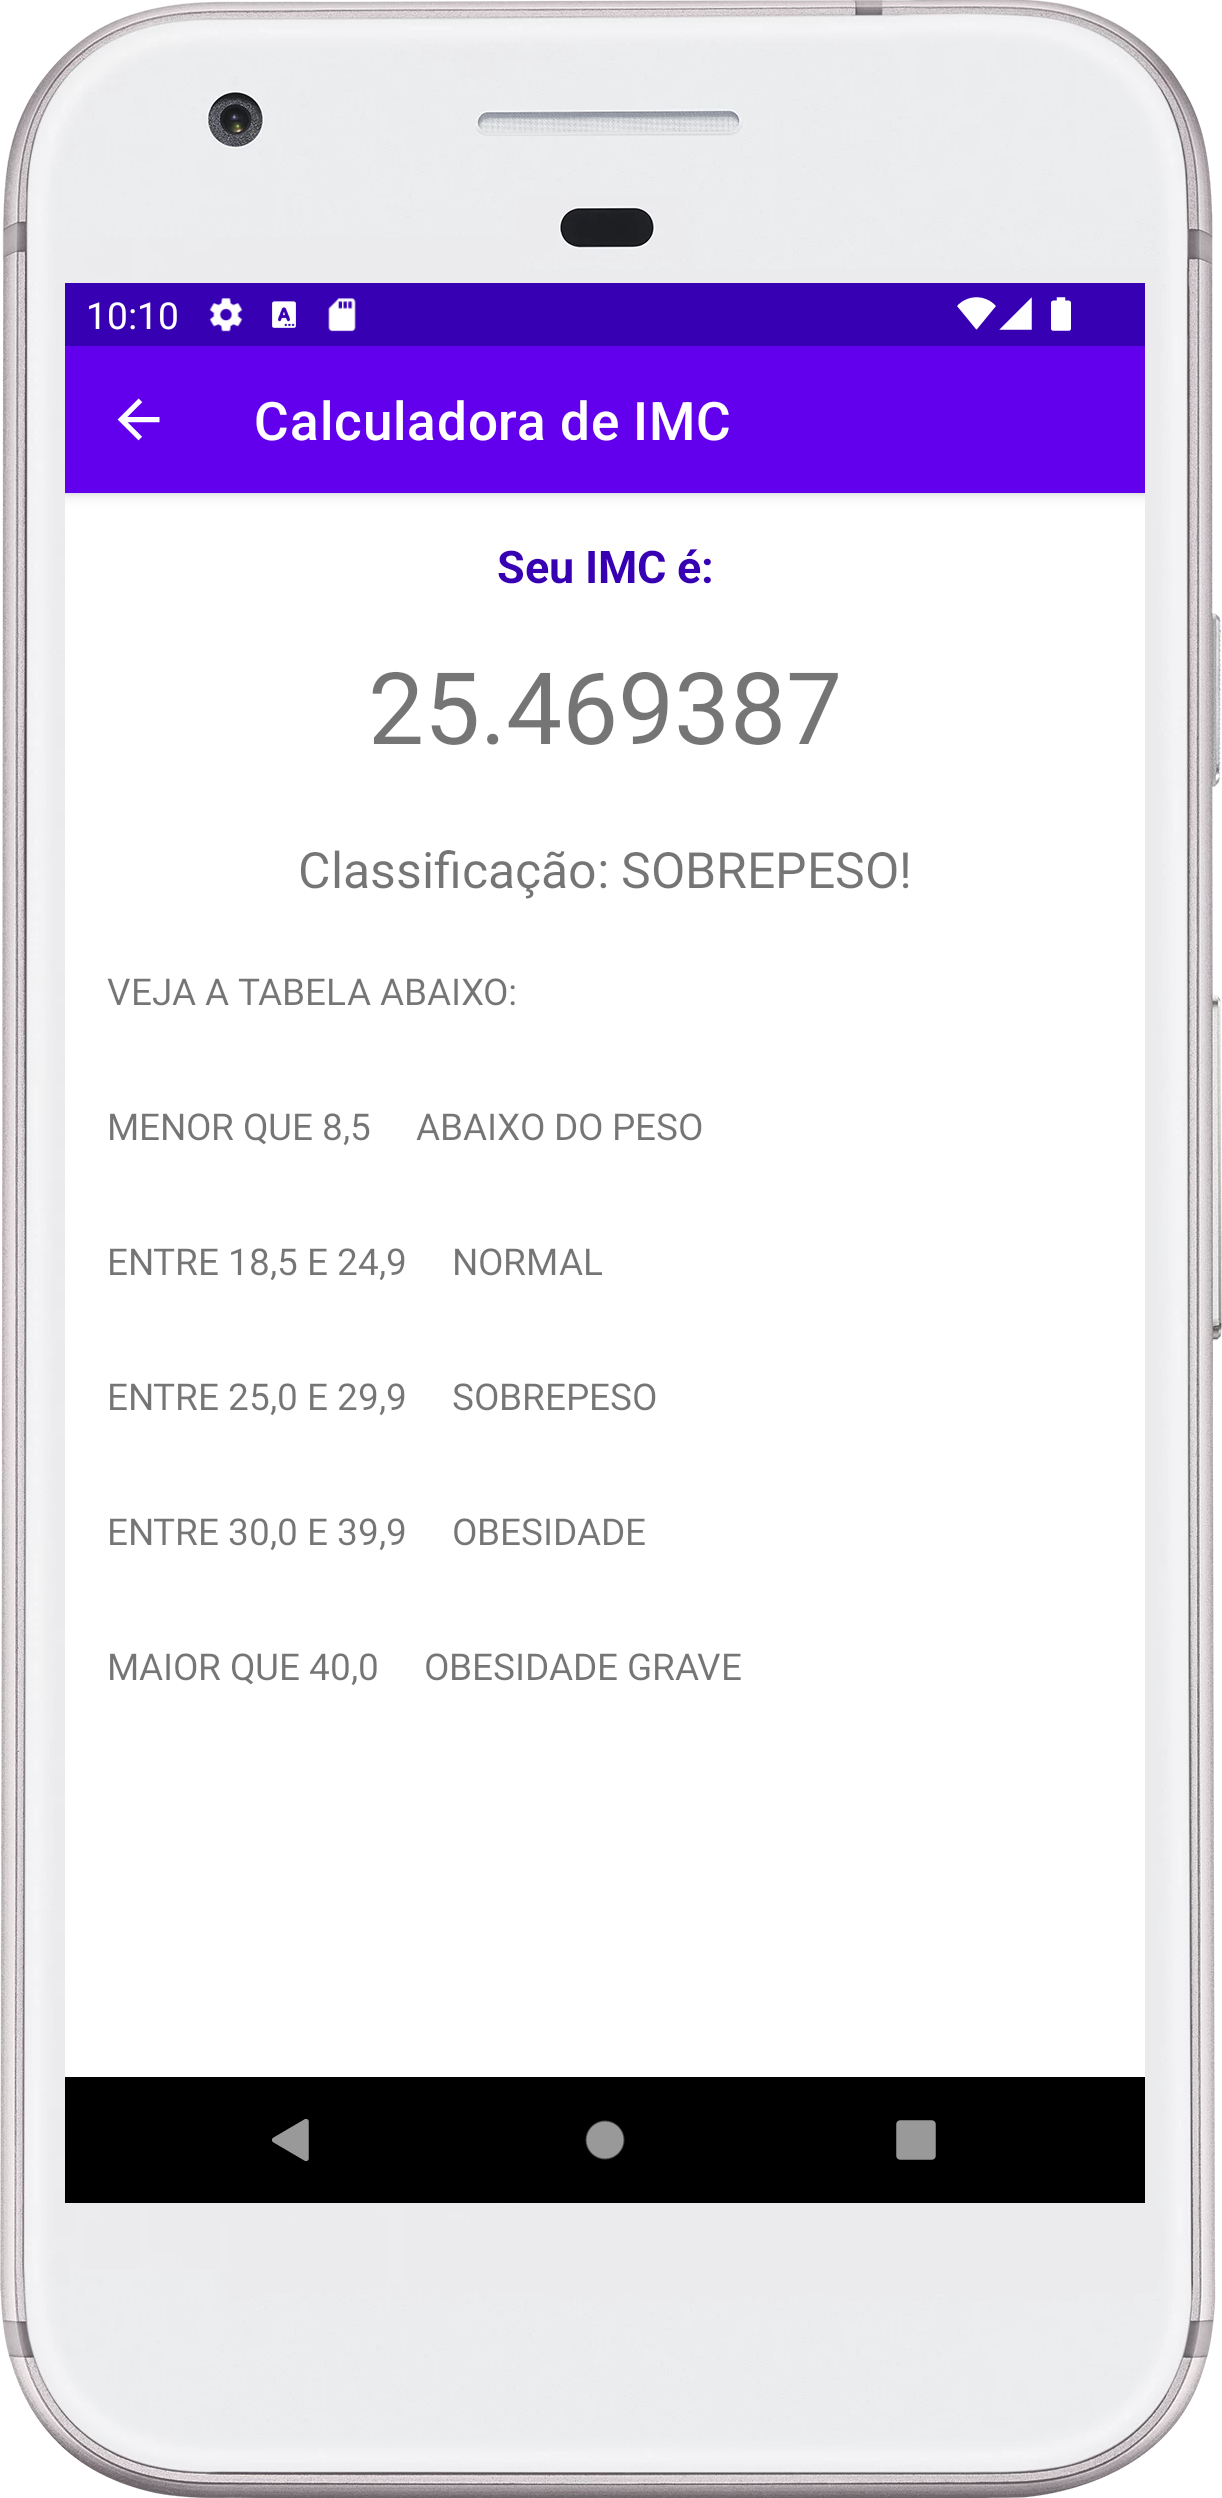 10:10
Calculadora de IMC
Seu IMC é:
25.469387
Classificação: SOBREPESO!
VEJA A TABELA ABAIXO:
MENOR QUE 8,5 ABAIXO DO PESO
ENTRE 18,5 E 24,9 NORMAL
ENTRE 25,0 E 29,9 SOBREPESO
ENTRE 30,0 E 39,9 OBESIDADE
MAIOR QUE 40,0 OBESIDADE GRAVE